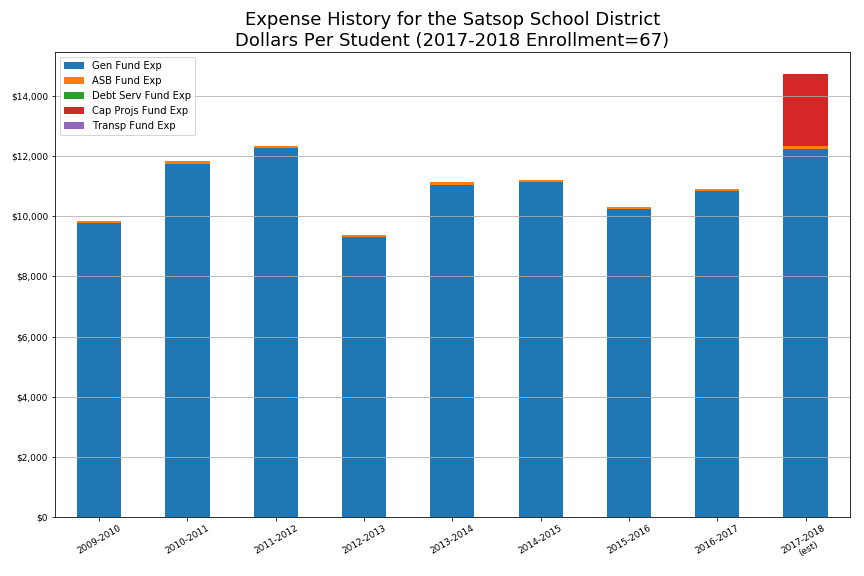 Expense History for the Satsop School District
Dollars Per Student (2017-2018 Enrollment=67)
Gen Fund Exp
ASB Fund Exp
Debt Serv Fund Exp
Cap Projs Fund Exp
Transp Fund Exp
$14,000
$12,000
$10,000
$8,000
$6,000
$4,000
$2,000
$0
2009-2010
2010-2011
2011-2012
2012-2013
2013-2014
2014-2015
2015-2016
2016-2017
2017-2018
(est)